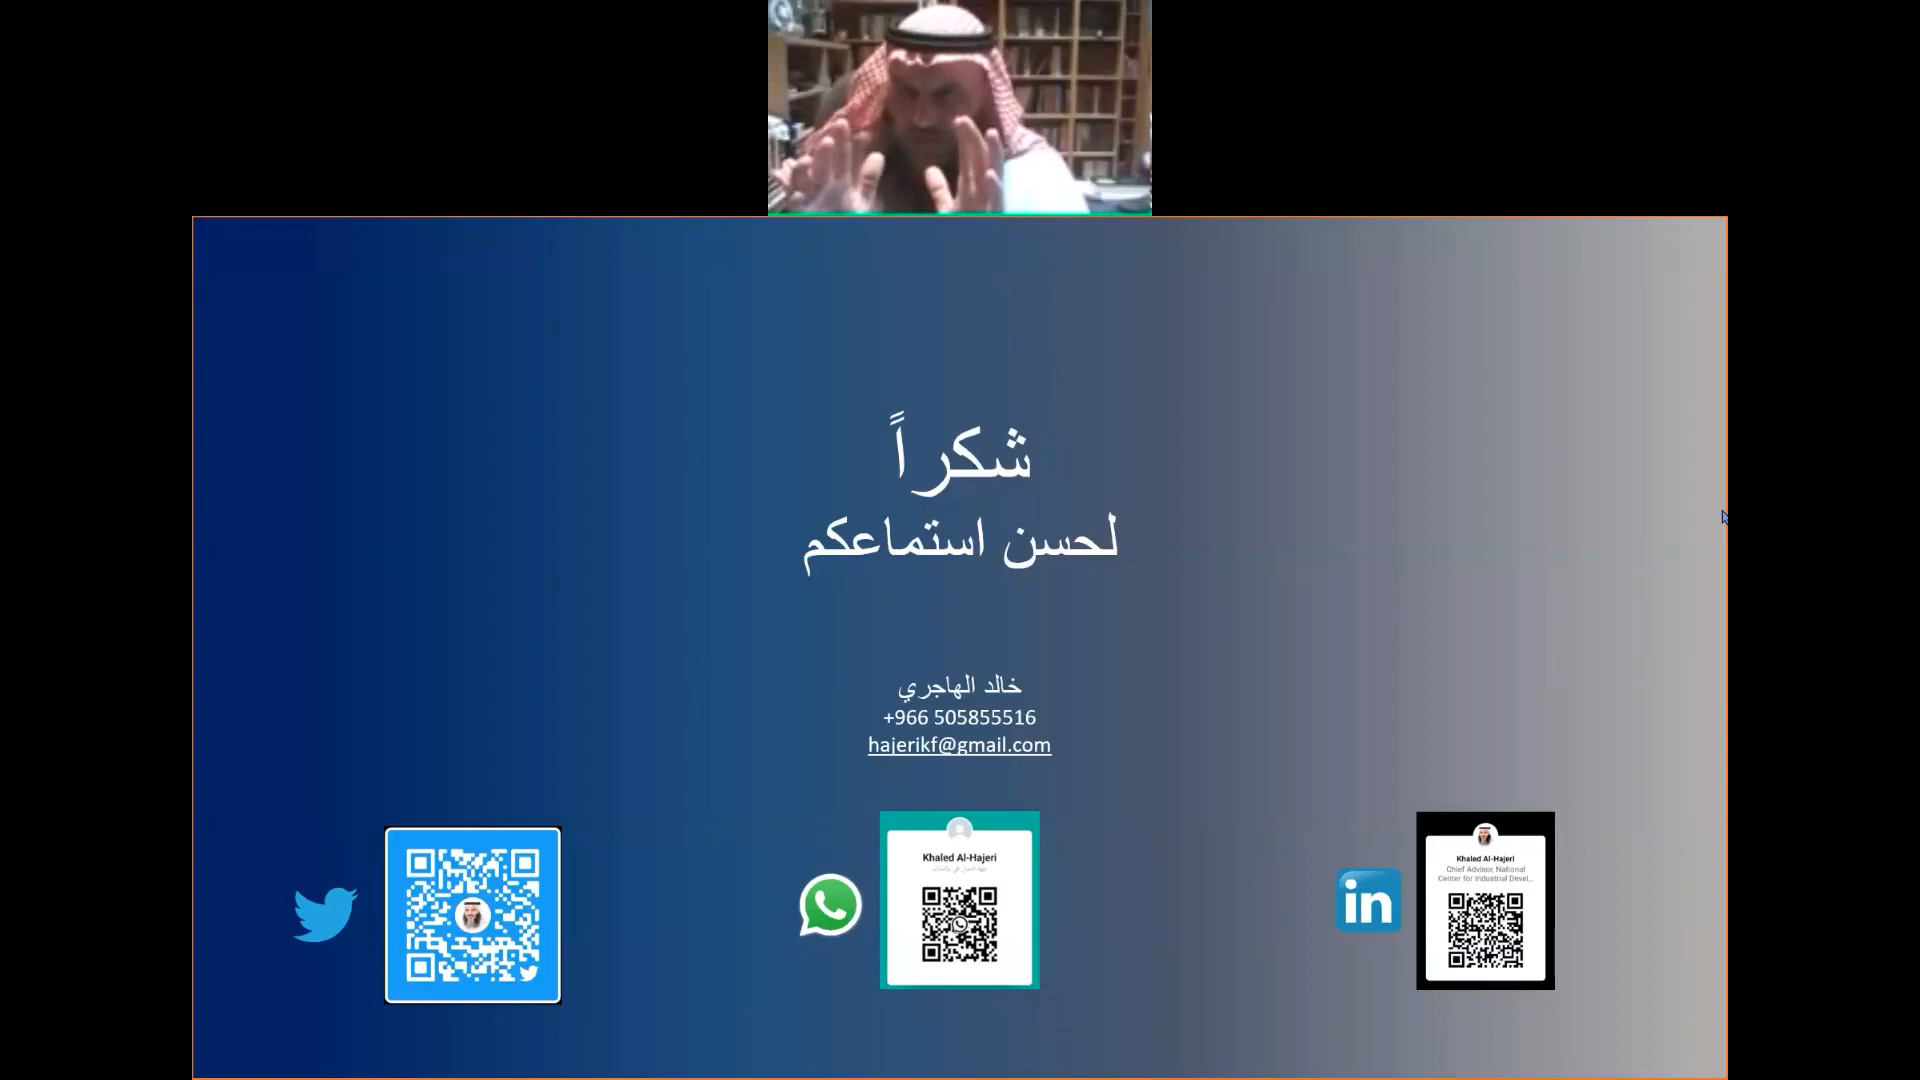 شكراً
لحسن استماعكم
خالد الهاجري
+966 505855516
hajerikf@gmail.com
Khaled Al-Hajeri
in
Khaled Al-Hajeri
Chief Advisor, National
Center for Industrial Devel...